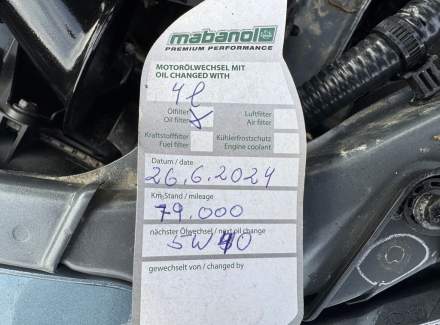 mabanol
PREMIUM PERFORMANCE
MOTORÖLWECHSEL MIT
OIL CHANGED WITH
4l
Ölfilter Luftfilter
Oil filter X Air filter
Kraftstofffilter Kühlerfrostschutz
Fuel filter Engine coolant
Datum / date
26.6.2024
Km-Stand / mileage
79.000
nächster Ölwechsel / next oil change
5W40
gewechselt von / changed by